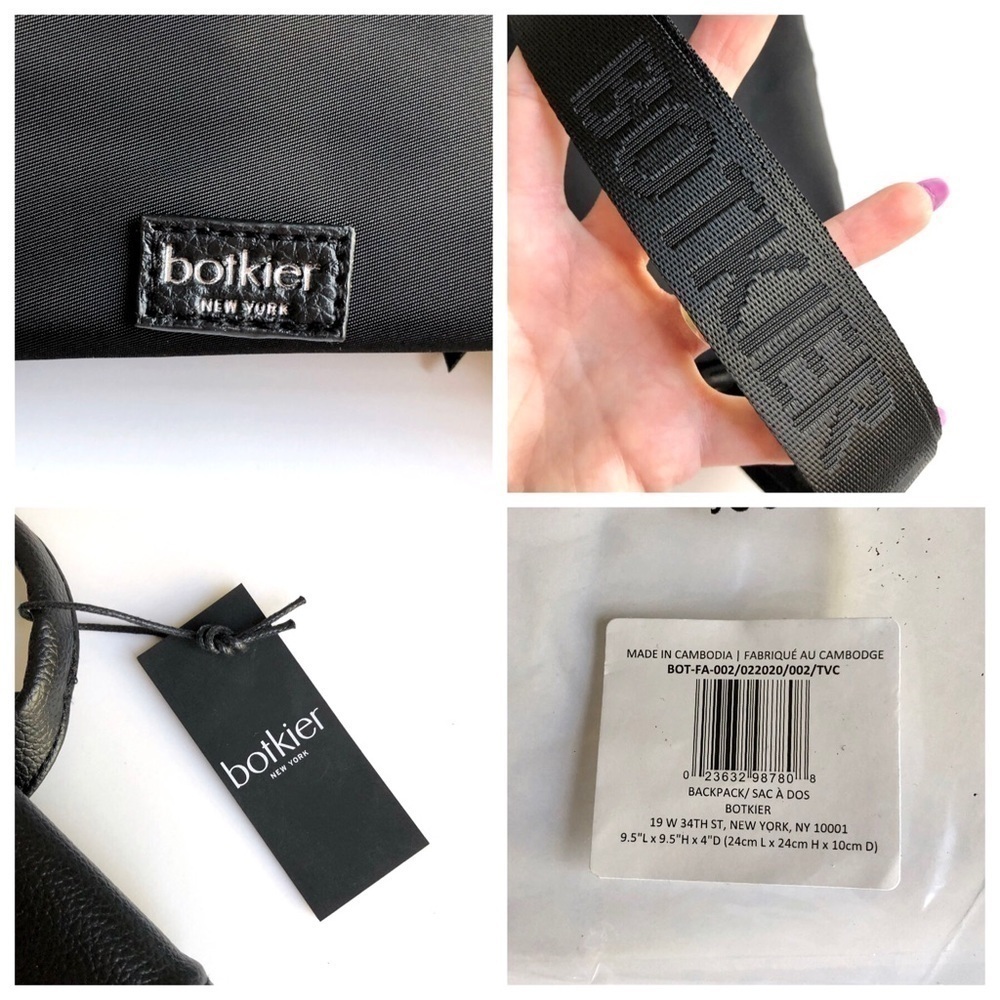 botkier
NEW YORK
BOTKIER
botkier
NEW YORK
MADE IN CAMBODIA | FABRIQUÉ AU CAMBODGE
BOT-FA-002/022020/002/TVC
0 23632 98780 8
BACKPACK/ SAC À DOS
BOTKIER
19 W 34TH ST, NEW YORK, NY 10001
9.5"L x 9.5"H x 4"D (24cm L x 24cm H x 10cm D)